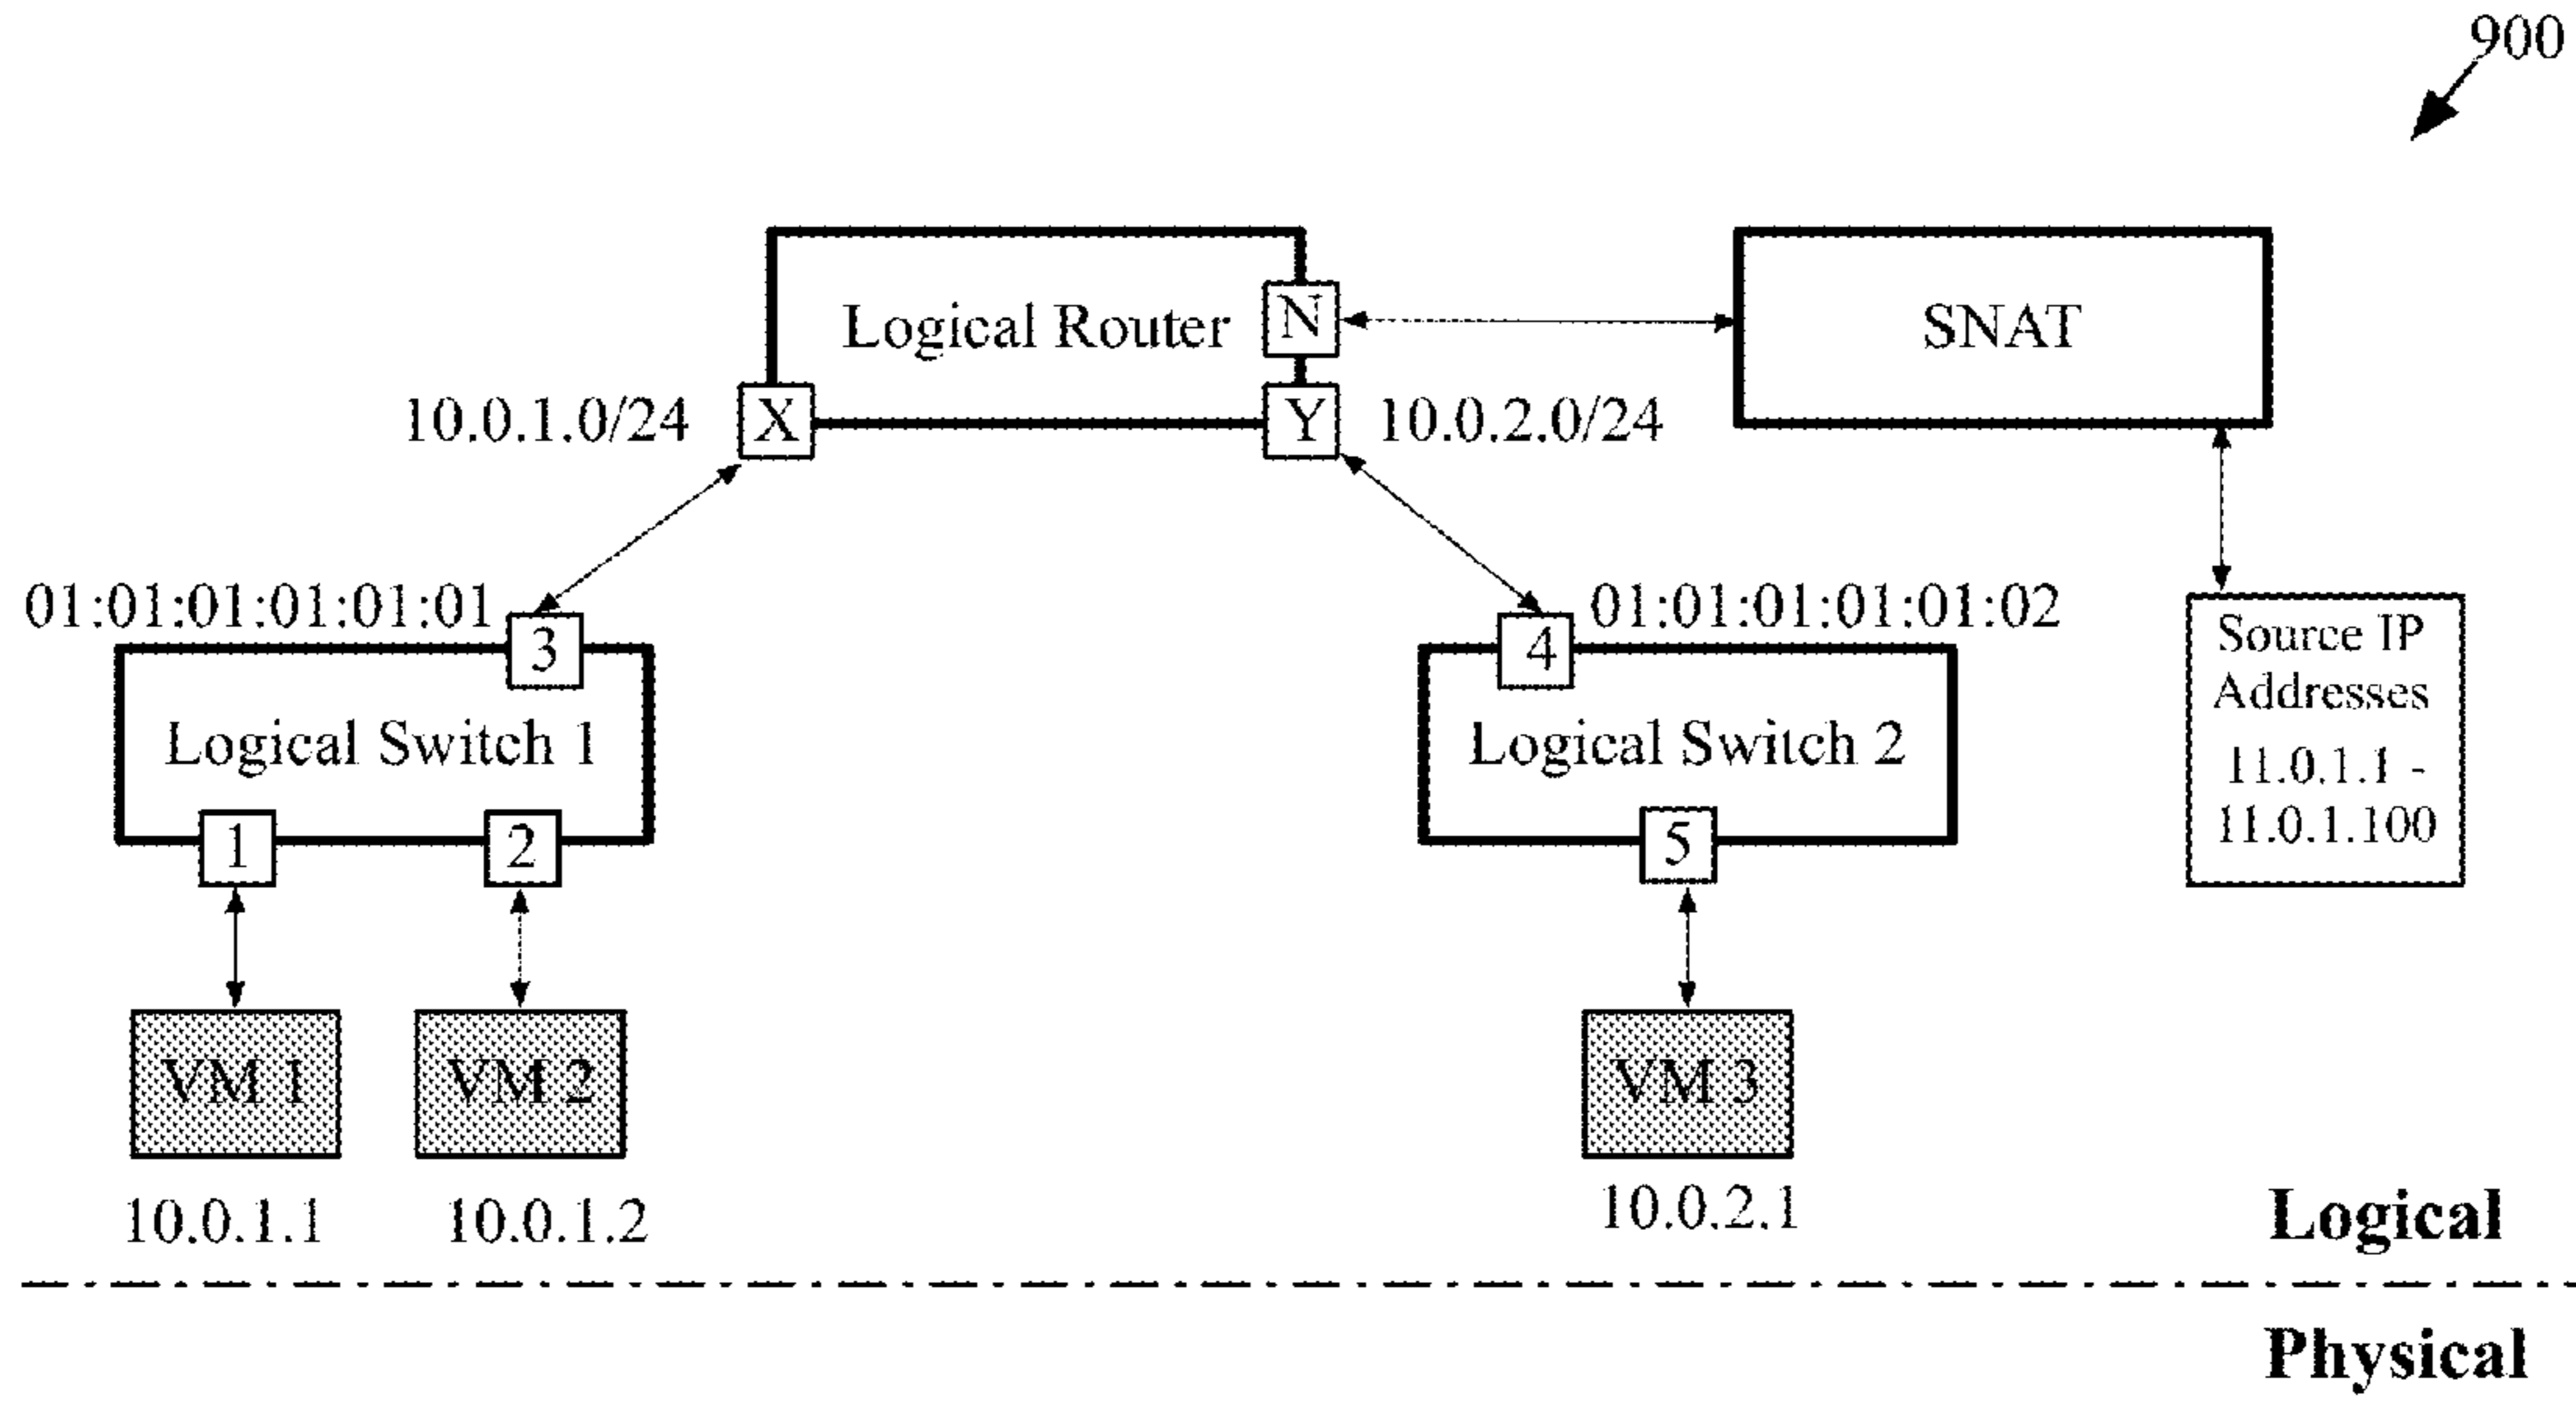 900
Logical Router
N
SNAT
10.0.1.0/24
X
Y
10.0.2.0/24
01:01:01:01:01:01
3
4
01:01:01:01:01:02
Logical Switch 1
Logical Switch 2
Source IP
Addresses
11.0.1.1 -
11.0.1.100
1
2
5
VM 1
VM 2
VM 3
10.0.1.1
10.0.1.2
10.0.2.1
Logical
Physical